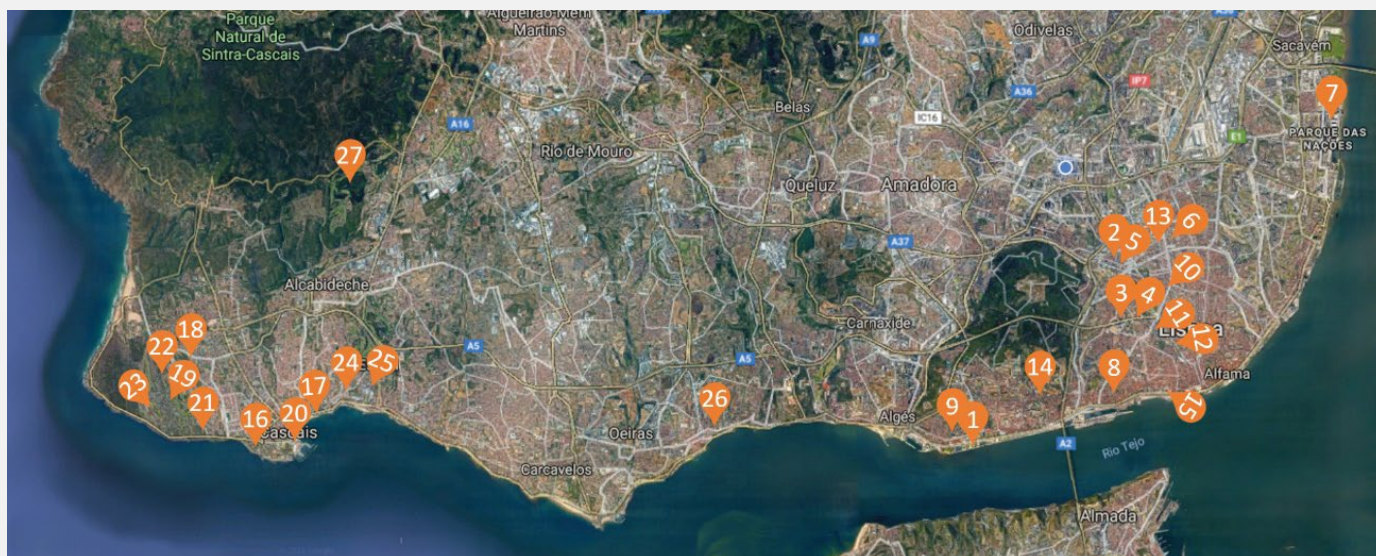 Parque
Natural de
Sintra-Cascais
Algueirão-Mem
Martins
A9
Odivelas
Sacavém
IP7
A36
7
Belas
A16
IC16
E1
PARQUE DAS
NAÇÕES
27
Rio de Mouro
Queluz
Amadora
13
6
2
5
A37
10
Alcabideche
3
4
11
Carnaxide
18
A5
A5
12
22
24
25
14
8
Alfama
23
19
17
26
15
21
16
20
Cascais
9
1
Algés
Oeiras
A2
Rio Tejo
Carcavelos
Almada